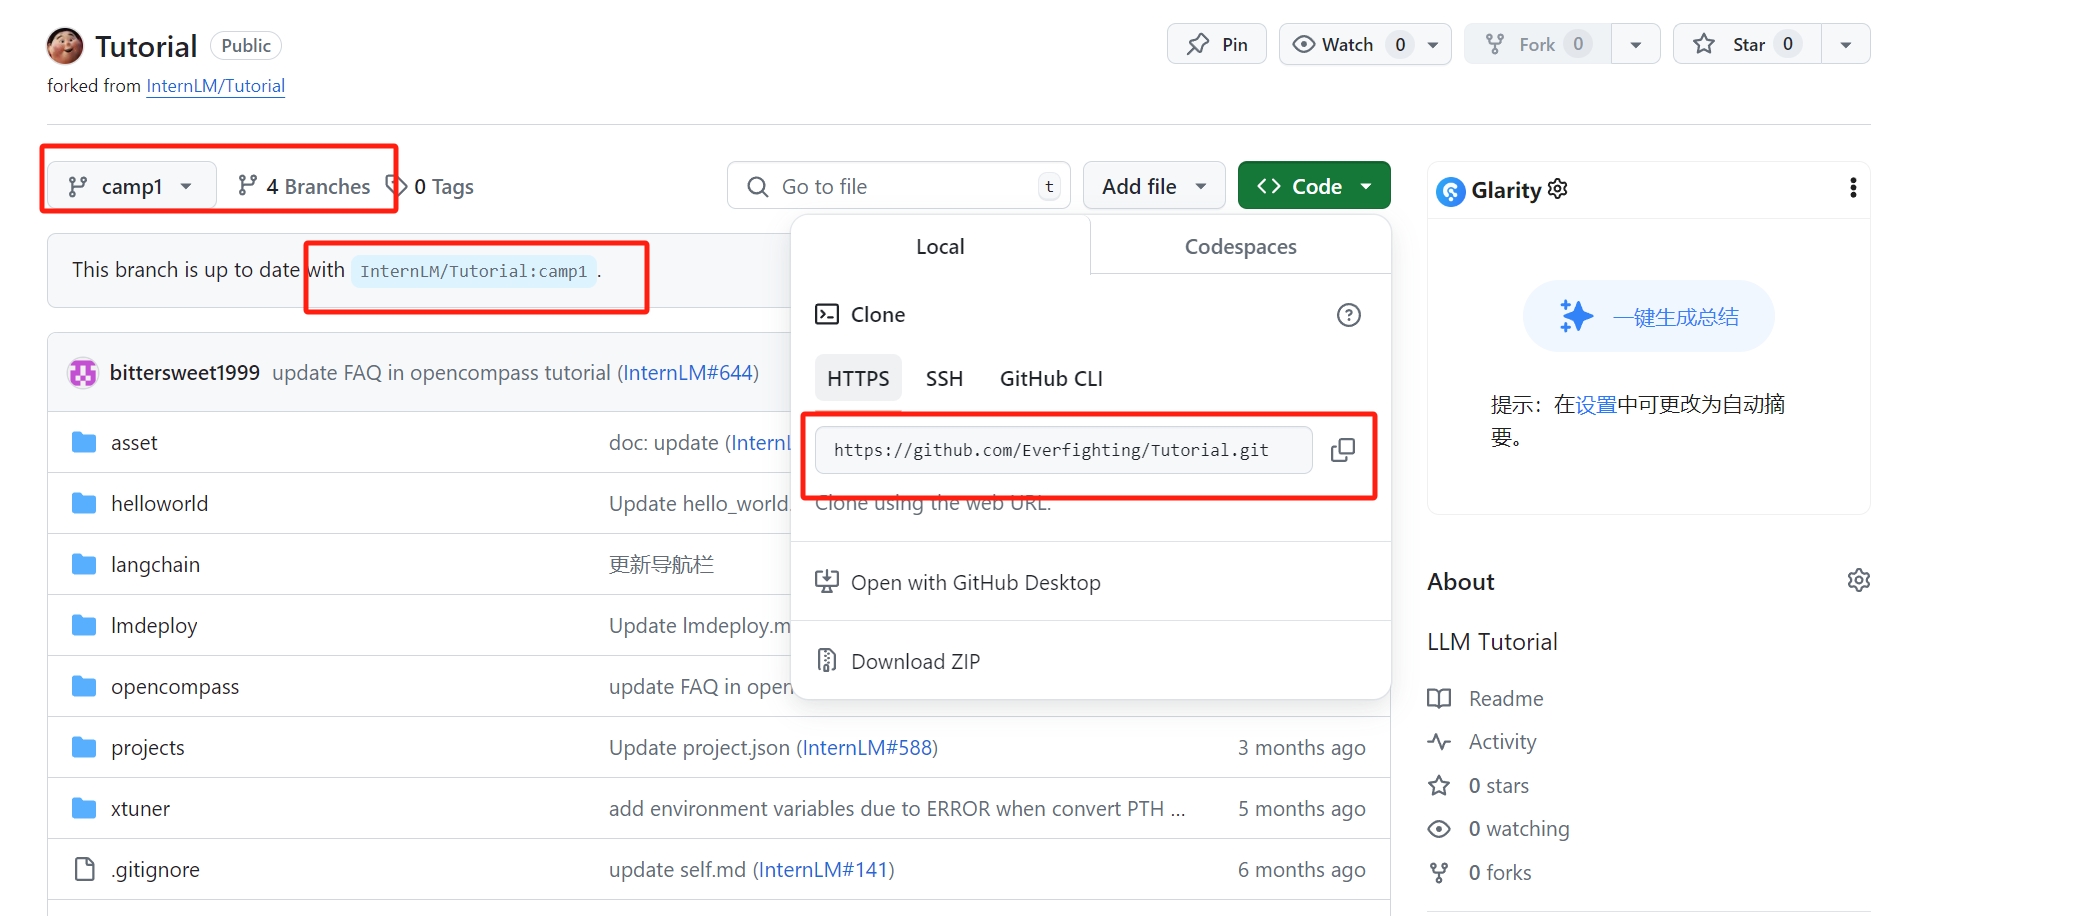 Tutorial Public
Pin
Watch 0
Fork 0
Star 0
forked from InternLM/Tutorial
camp1
4 Branches
0 Tags
Go to file
t
Add file
Code
This branch is up to date with InternLM/Tutorial:camp1 .
bittersweet1999 update FAQ in opencompass tutorial (InternLM#644)
asset doc: update (InternL
helloworld Update hello_world.
langchain 更新导航栏
lmdeploy Update lmdeploy.m
opencompass update FAQ in open
projects Update project.json (InternLM#588) 3 months ago
xtuner add environment variables due to ERROR when convert PTH ... 5 months ago
.gitignore update self.md (InternLM#141) 6 months ago
Local
Codespaces
Clone
HTTPS SSH GitHub CLI
https://github.com/Everfighting/Tutorial.git
Clone using the web URL.
Open with GitHub Desktop
Download ZIP
Glarity
一键生成总结
提示：在设置中可更改为自动摘
要。
About
LLM Tutorial
Readme
Activity
0 stars
0 watching
0 forks